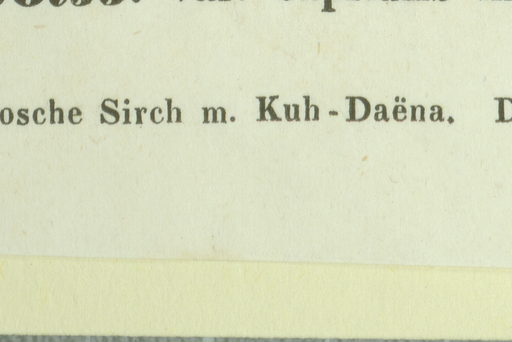 osche Sirch m. Kuh-Daëna. D